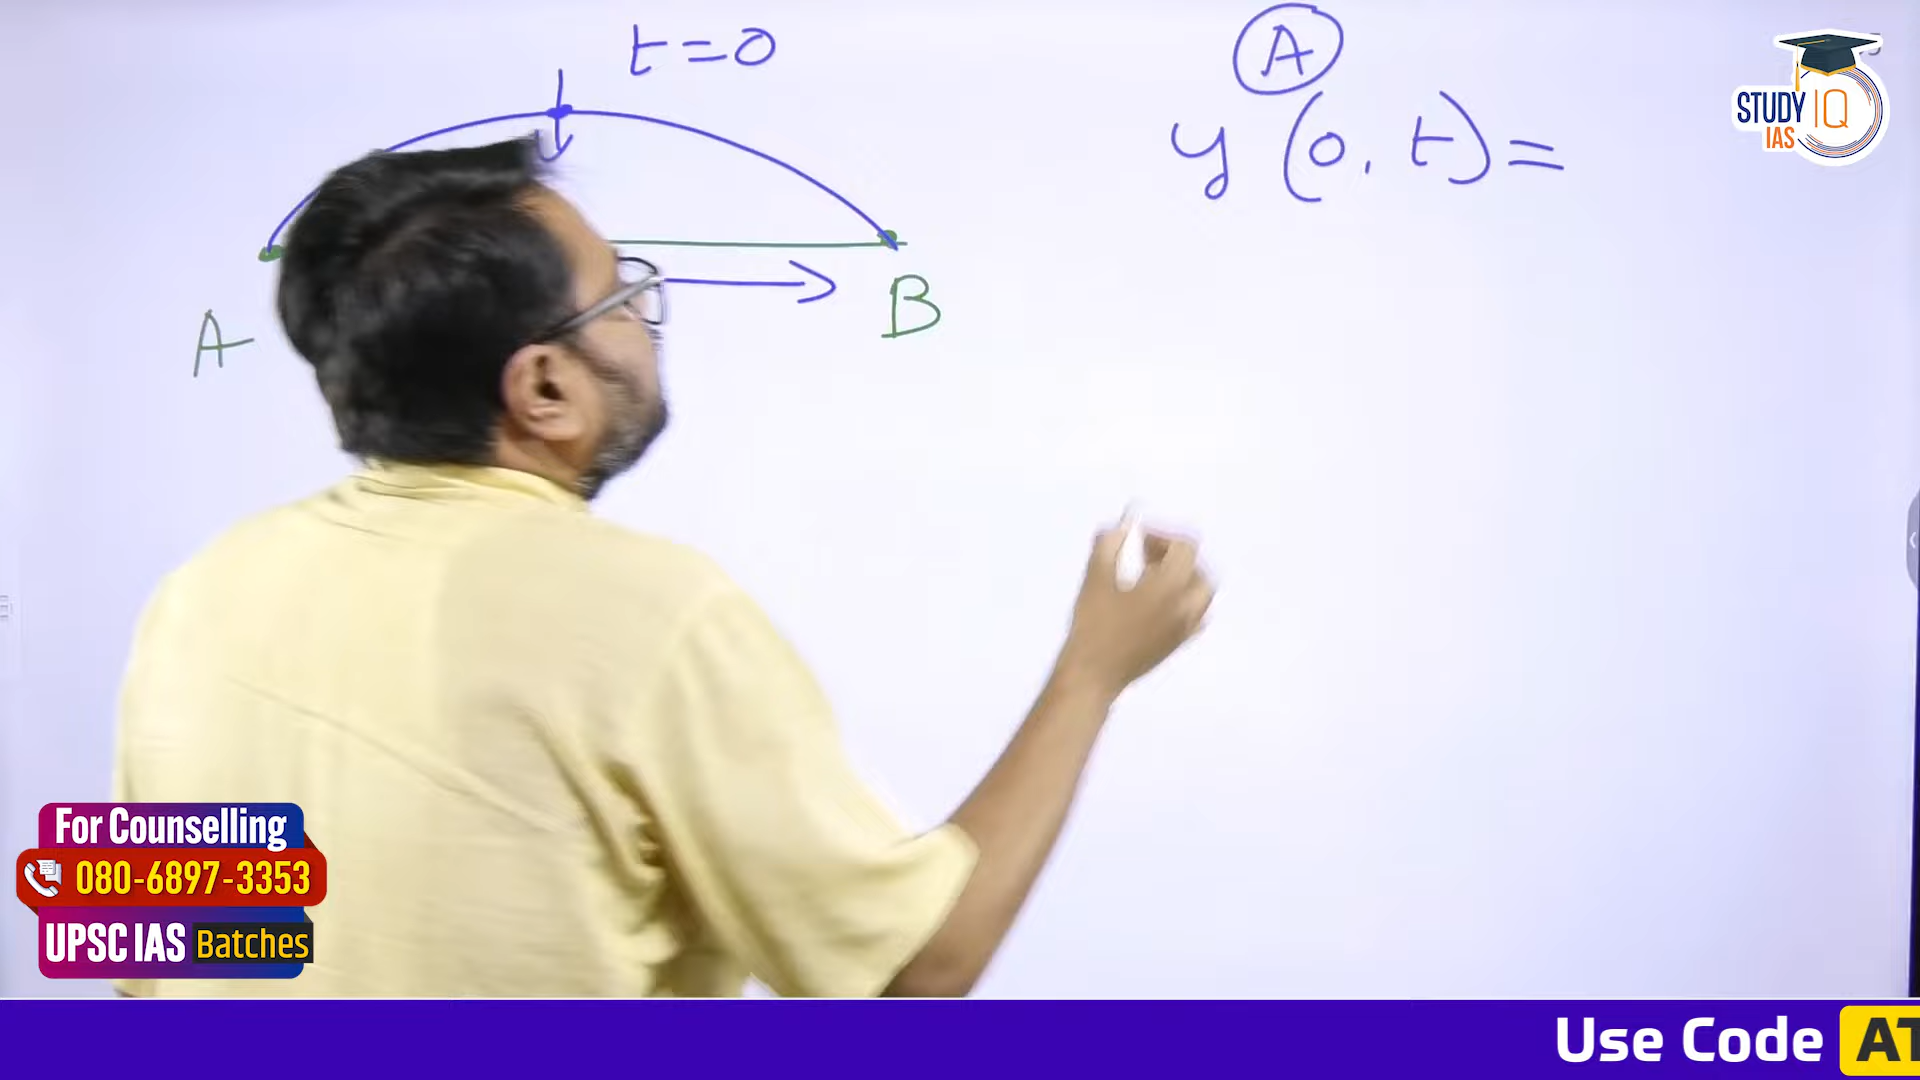 t=0
A
y (0, t)=
A
B
STUDY IQ
IAS
For Counselling
080-6897-3353
UPSC IAS Batches
Use Code AT